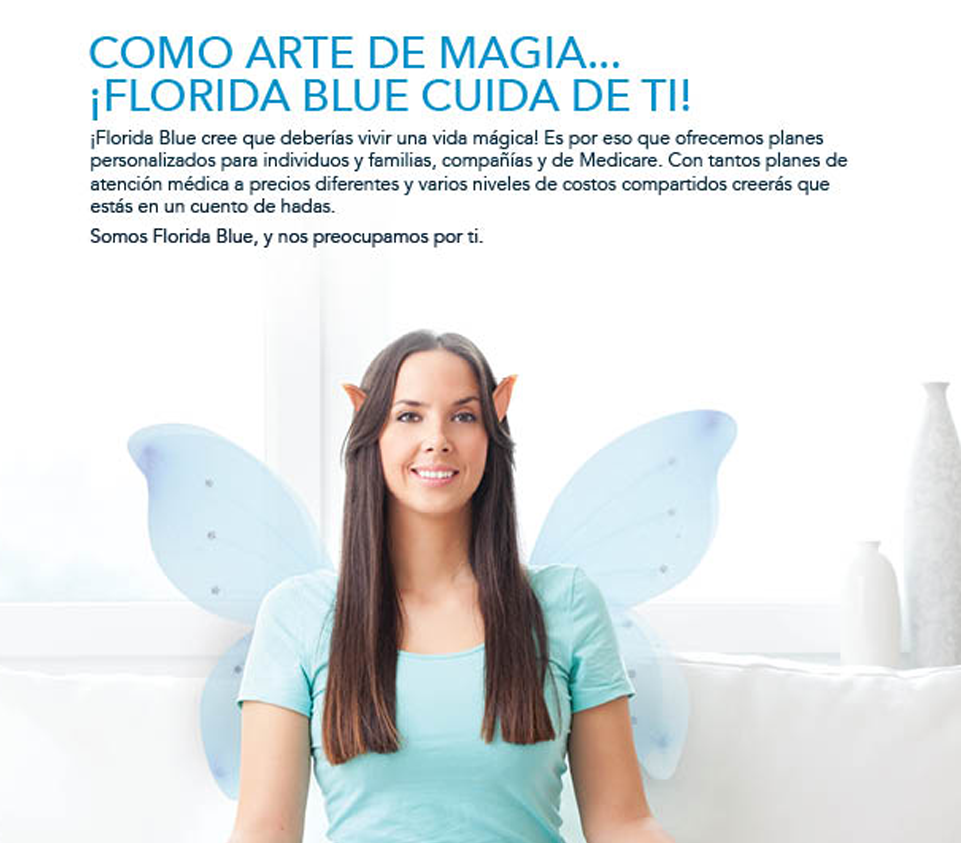 COMO ARTE DE MAGIA...
¡FLORIDA BLUE CUIDA DE TI!
¡Florida Blue cree que deberías vivir una vida mágica! Es por eso que ofrecemos planes
personalizados para individuos y familias, compañías y de Medicare. Con tantos planes de
atención médica a precios diferentes y varios niveles de costos compartidos creerás que
estás en un cuento de hadas.
Somos Florida Blue, y nos preocupamos por ti.